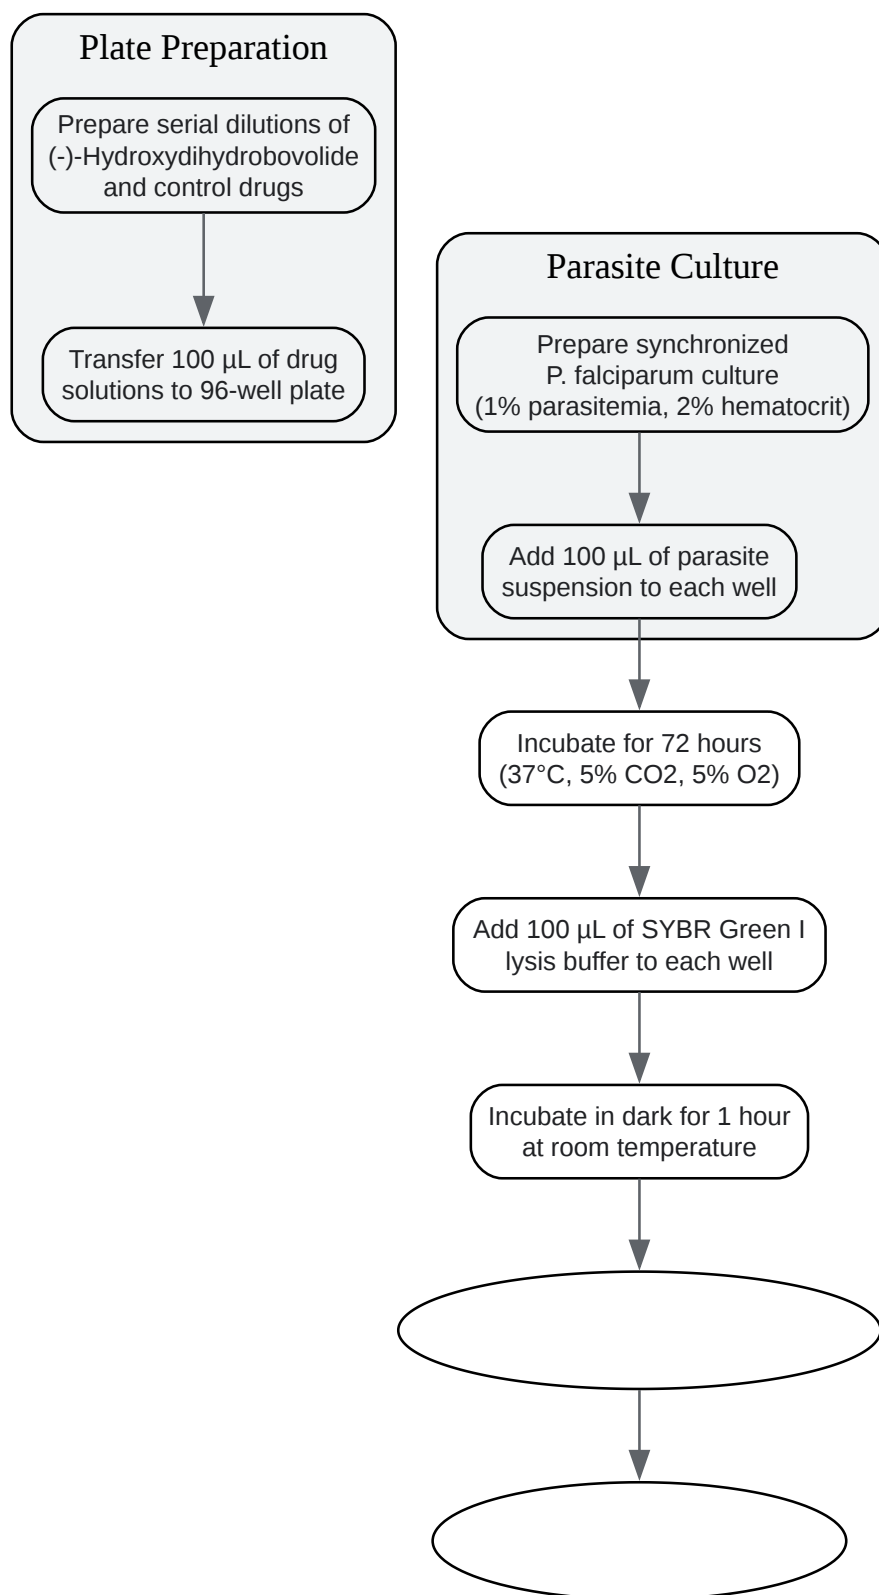 Plate Preparation
Prepare serial dilutions of
(-)-Hydroxydihydrobovolide
and control drugs
Transfer 100 µL of drug
solutions to 96-well plate
Parasite Culture
Prepare synchronized
P. falciparum culture
(1% parasitemia, 2% hematocrit)
Add 100 µL of parasite
suspension to each well
Incubate for 72 hours
(37°C, 5% CO2, 5% O2)
Add 100 µL of SYBR Green I
lysis buffer to each well
Incubate in dark for 1 hour
at room temperature